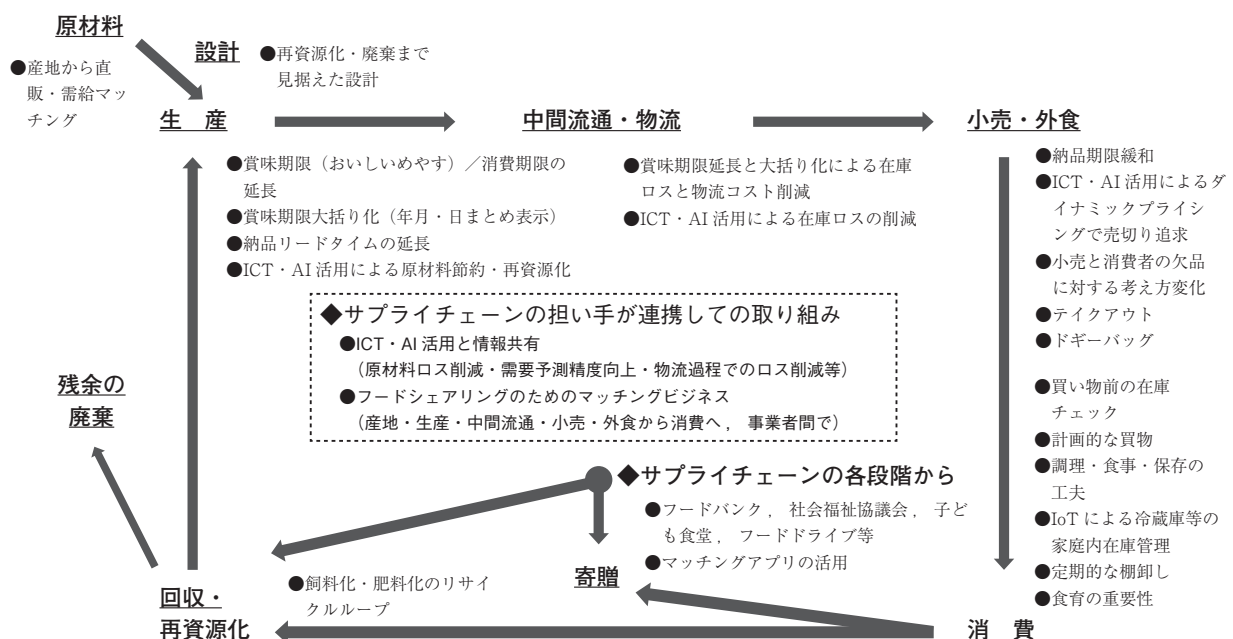 原材料
●産地から直
販・需給マッ
チング
設計
●再資源化・廃棄まで
見据えた設計
生　産
中間流通・物流
小売・外食
●賞味期限（おいしいめやす）／消費期限の
延長
●賞味期限大括り化（年月・日まとめ表示）
●納品リードタイムの延長
●ICT・AI 活用による原材料節約・再資源化
●賞味期限延長と大括り化による在庫
ロスと物流コスト削減
●ICT・AI 活用による在庫ロスの削減
●納品期限緩和
●ICT・AI 活用によるダ
イナミックプライシ
ングで売切り追求
●小売と消費者の欠品
に対する考え方変化
●テイクアウト
●ドギーバッグ
◆サプライチェーンの担い手が連携しての取り組み
●ICT・AI 活用と情報共有
（原材料ロス削減・需要予測精度向上・物流過程でのロス削減等）
●フードシェアリングのためのマッチングビジネス
（産地・生産・中間流通・小売・外食から消費へ， 事業者間で）
残余の
廃棄
●買い物前の在庫
チェック
●計画的な買物
●調理・食事・保存の
工夫
●IoT による冷蔵庫等の
家庭内在庫管理
●定期的な棚卸し
●食育の重要性
◆サプライチェーンの各段階から
●フードバンク， 社会福祉協議会， 子ど
も食堂， フードドライブ等
●マッチングアプリの活用
寄贈
回収・
再資源化
●飼料化・肥料化のリサイ
クルループ
消　費